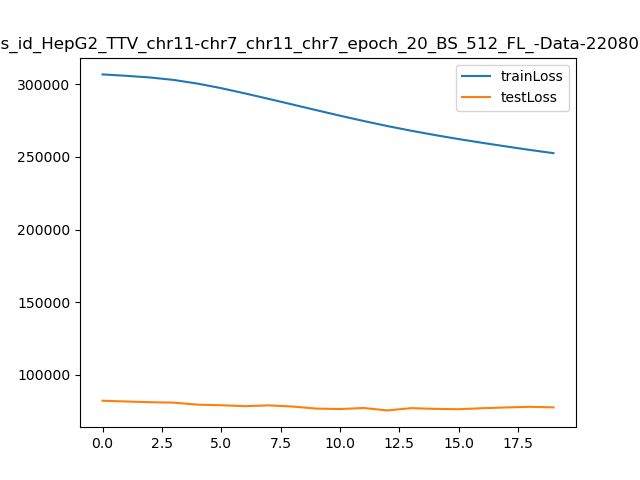 s_id_HepG2_TTV_chr11-chr7_chr11_chr7_epoch_20_BS_512_FL_-Data-22080
trainLoss
testLoss
300000
250000
200000
150000
100000
0.0 2.5 5.0 7.5 10.0 12.5 15.0 17.5